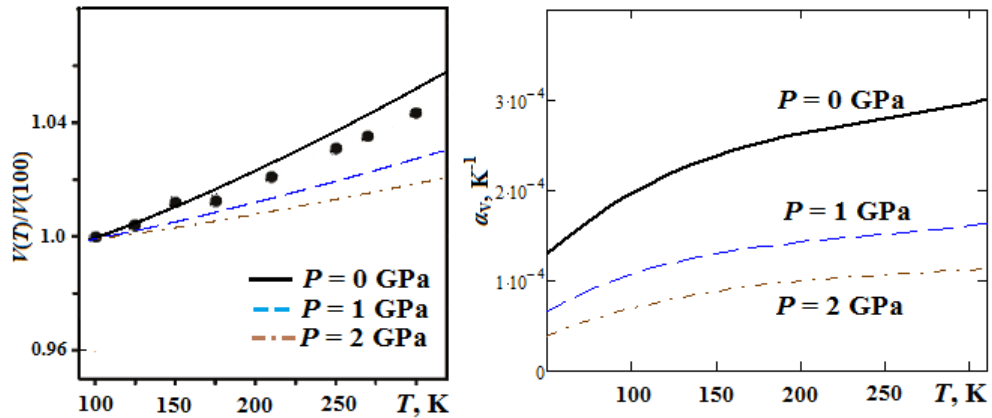 V(T)/V(100)
1.04
1.0
0.96
P = 0 GPa
P = 1 GPa
P = 2 GPa
100 150 200 250 T, K
αV, K-1
3·10-4
2·10-4
1·10-4
0
P = 0 GPa
P = 1 GPa
P = 2 GPa
100 150 200 250 T, K